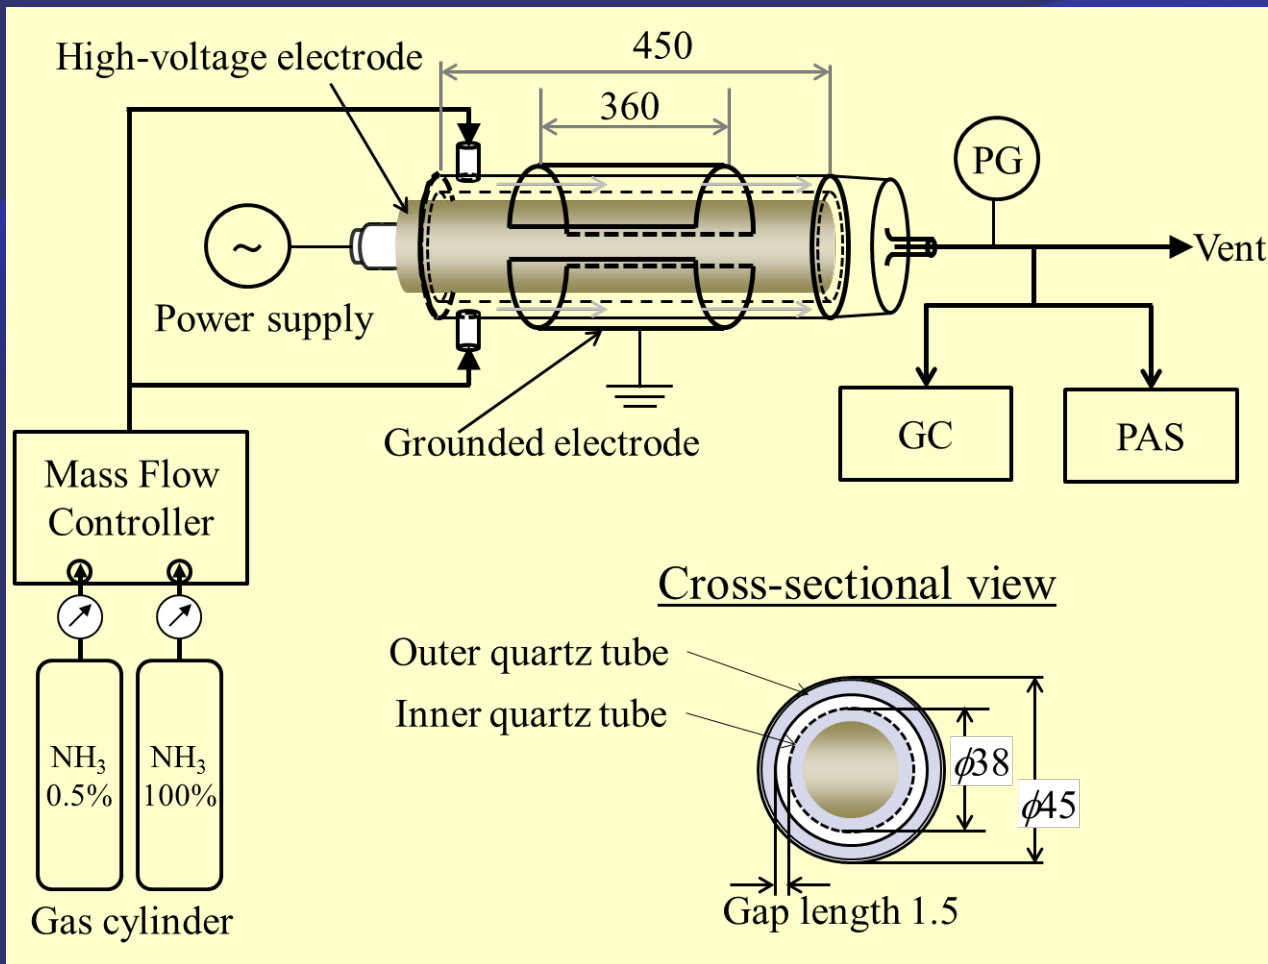 High-voltage electrode
450
360
PG
~
Vent
Power supply
Grounded electrode
GC
PAS
Mass Flow
Controller
Cross-sectional view
Outer quartz tube
Inner quartz tube
NH₃
0.5%
NH₃
100%
ϕ38
ϕ45
Gap length 1.5
Gas cylinder